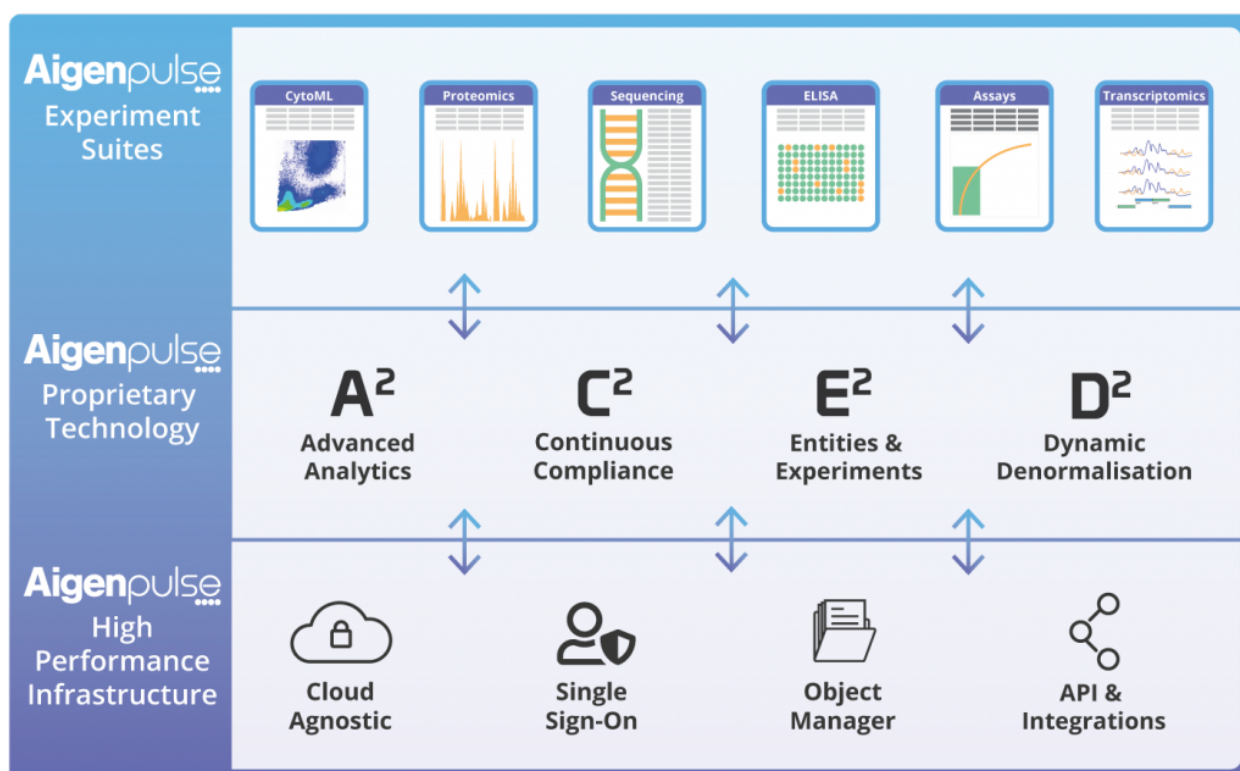 Aigenpulse
Experiment
Suites
CytoML
Proteomics
Sequencing
ELISA
Assays
Transcriptomics
Aigenpulse
Proprietary
Technology
A²
Advanced
Analytics
C²
Continuous
Compliance
E²
Entities &
Experiments
D²
Dynamic
Denormalisation
Aigenpulse
High
Performance
Infrastructure
Cloud
Agnostic
Single
Sign-On
Object
Manager
API &
Integrations